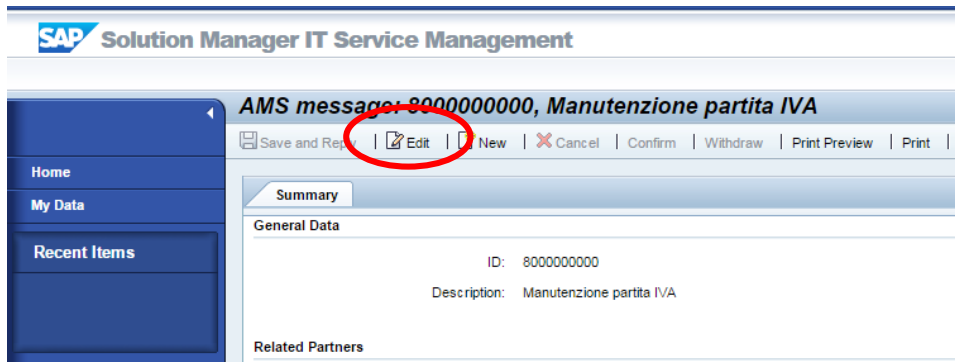 SAP Solution Manager IT Service Management
AMS message: 8000000000, Manutenzione partita IVA
Save and Reply | Edit | New | Cancel | Confirm | Withdraw | Print Preview | Print |
Home
My Data
Recent Items
Summary
General Data
ID: 8000000000
Description: Manutenzione partita IVA
Related Partners